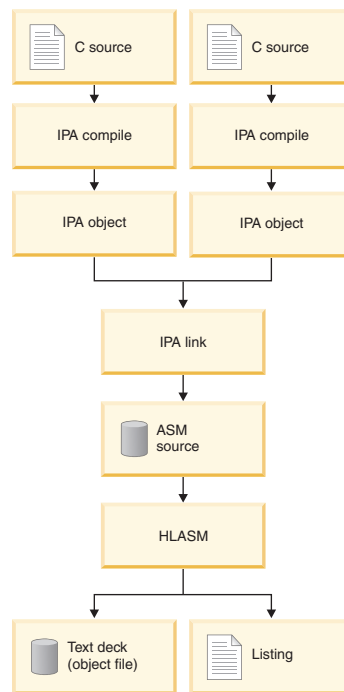 C source
C source
IPA compile
IPA compile
IPA object
IPA object
IPA link
ASM
source
HLASM
Text deck
(object file)
Listing